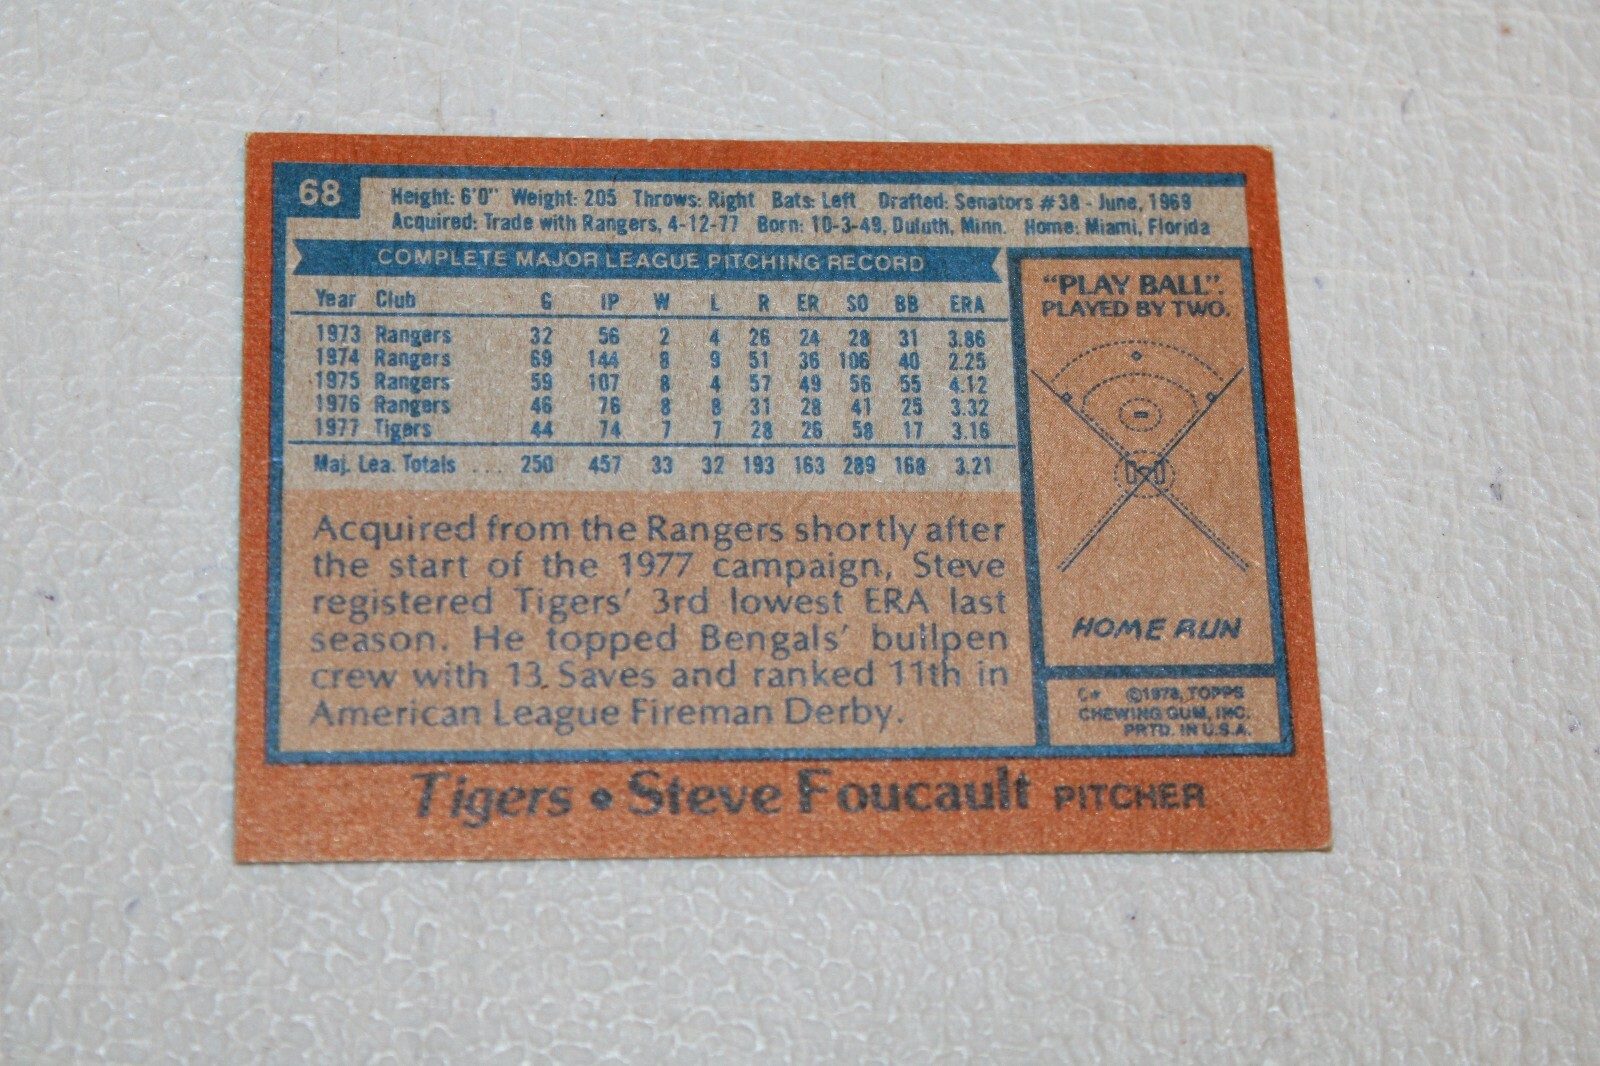 68
Height: 6'0" Weight: 205 Throws: Right Bats: Left Drafted: Senators #38 - June, 1969
Acquired: Trade with Rangers, 4-12-77 Born: 10-3-49, Duluth, Minn. Home: Miami, Florida
COMPLETE MAJOR LEAGUE PITCHING RECORD
Year Club G IP W L R ER SO BB ERA
1973 Rangers 32 56 2 4 26 24 28 31 3.86
1974 Rangers 69 144 8 9 51 36 106 40 2.25
1975 Rangers 59 107 8 4 57 49 56 55 4.12
1976 Rangers 46 76 8 8 31 28 41 25 3.32
1977 Tigers 44 74 7 7 28 26 58 17 3.16
Maj. Lea. Totals .... 250 457 33 32 193 163 289 168 3.21
Acquired from the Rangers shortly after
the start of the 1977 campaign, Steve
registered Tigers' 3rd lowest ERA last
season. He topped Bengals' bullpen
crew with 13 Saves and ranked 11th in
American League Fireman Derby.
"PLAY BALL".
PLAYED BY TWO.
HOME RUN
C* ©1978, TOPPS
CHEWING GUM, INC.
PRTD. IN U.S.A.
Tigers • Steve Foucault PITCHER